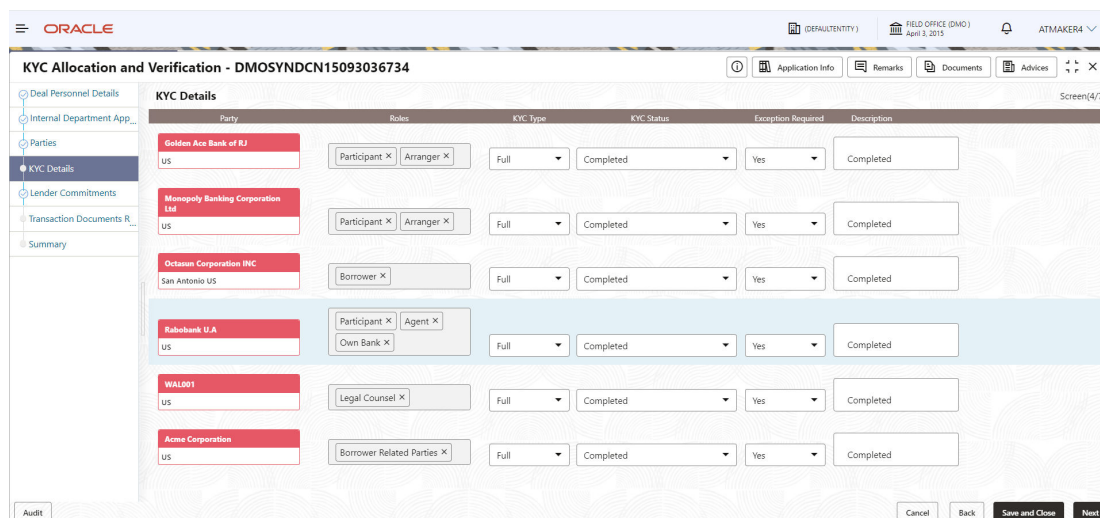 ORACLE
(DEFAULTENTITY)
FIELD OFFICE (DMO)
April 3, 2015
ATMAKER4
KYC Allocation and Verification - DMOSYNDCN15093036734
Application Info
Remarks
Documents
Advices
Deal Personnel Details
Internal Department App...
Parties
KYC Details
Lender Commitments
Transaction Documents R...
Summary
KYC Details
Screen(4/7
Party Roles KYC Type KYC Status Exception Required Description
Golden Ace Bank of RJ
US
Participant × Arranger ×
Full Completed Yes Completed
Monopoly Banking Corporation
Ltd
US
Participant × Arranger ×
Full Completed Yes Completed
Octasun Corporation INC
San Antonio US
Borrower ×
Full Completed Yes Completed
Rabobank U.A
US
Participant × Agent ×
Own Bank ×
Full Completed Yes Completed
WAL001
US
Legal Counsel ×
Full Completed Yes Completed
Acme Corporation
US
Borrower Related Parties ×
Full Completed Yes Completed
Audit
Cancel Back Save and Close Next